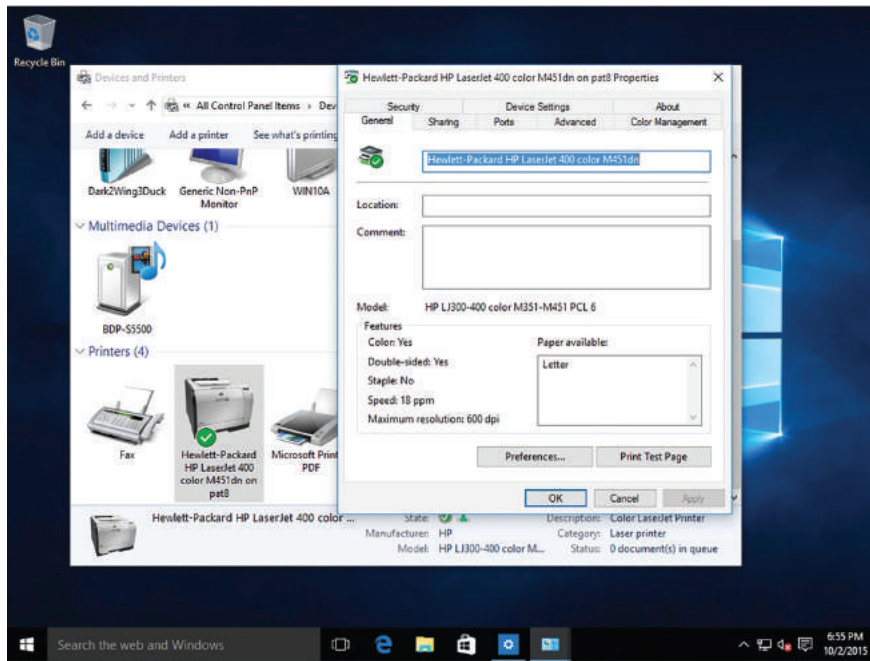 Recycle Bin
Devices and Printers
« All Control Panel Items › Dev
Add a device Add a printer See what's printing
Dark2Wing3Duck
Generic Non-PnP
Monitor
WIN10A
Multimedia Devices (1)
BDP-S5500
Printers (4)
Fax
Hewlett-Packard
HP LaserJet 400
color M451dn on
pat8
Microsoft Print
PDF
Hewlett-Packard HP LaserJet 400 color ...
State:
Manufacturer: HP
Model: HP LJ300-400 color M...
Description: Color LaserJet Printer
Category: Laser printer
Status: 0 document(s) in queue
Hewlett-Packard HP LaserJet 400 color M451dn on pat8 Properties
Security Device Settings About
General Sharing Ports Advanced Color Management
Hewlett-Packard HP LaserJet 400 color M451dn
Location:
Comment:
Model: HP LJ300-400 color M351-M451 PCL 6
Features
Color: Yes
Double-sided: Yes
Staple: No
Speed: 18 ppm
Maximum resolution: 600 dpi
Paper available:
Letter
Preferences... Print Test Page
OK Cancel Apply
Search the web and Windows
6:55 PM
10/2/2015